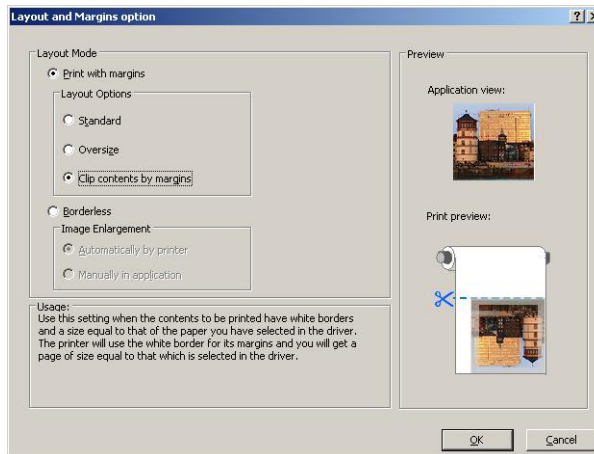 Layout and Margins option
Layout Mode
Print with margins
Layout Options
Standard
Oversize
Clip contents by margins
Borderless
Image Enlargement
Automatically by printer
Manually in application
Usage:
Use this setting when the contents to be printed have white borders
and a size equal to that of the paper you have selected in the driver.
The printer will use the white border for its margins and you will get a
page of size equal to that which is selected in the driver.
Preview
Application view:
Print preview:
OK
Cancel